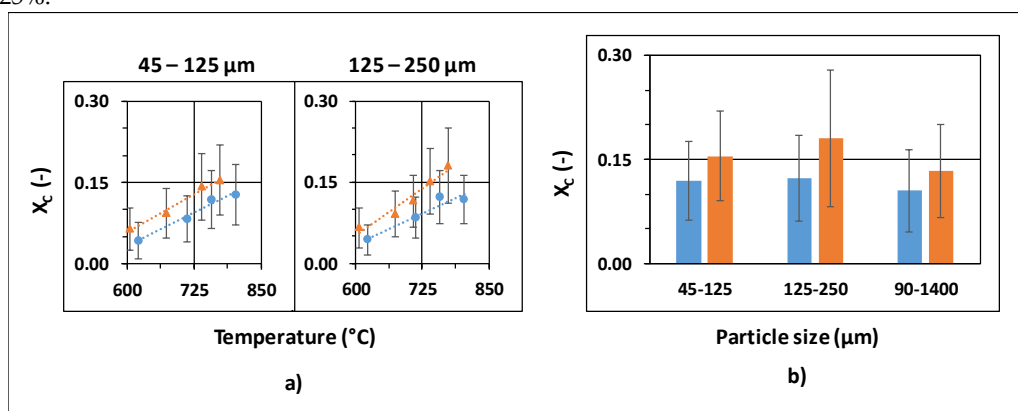 25%.
45 – 125 µm
125 – 250 µm
X_C (-)
0.30
0.15
0.00
600 725 850
0.30
0.15
0.00
600 725 850
Temperature (°C)
a)
X_C (-)
0.30
0.15
0.00
45-125 125-250 90-1400
Particle size (µm)
b)